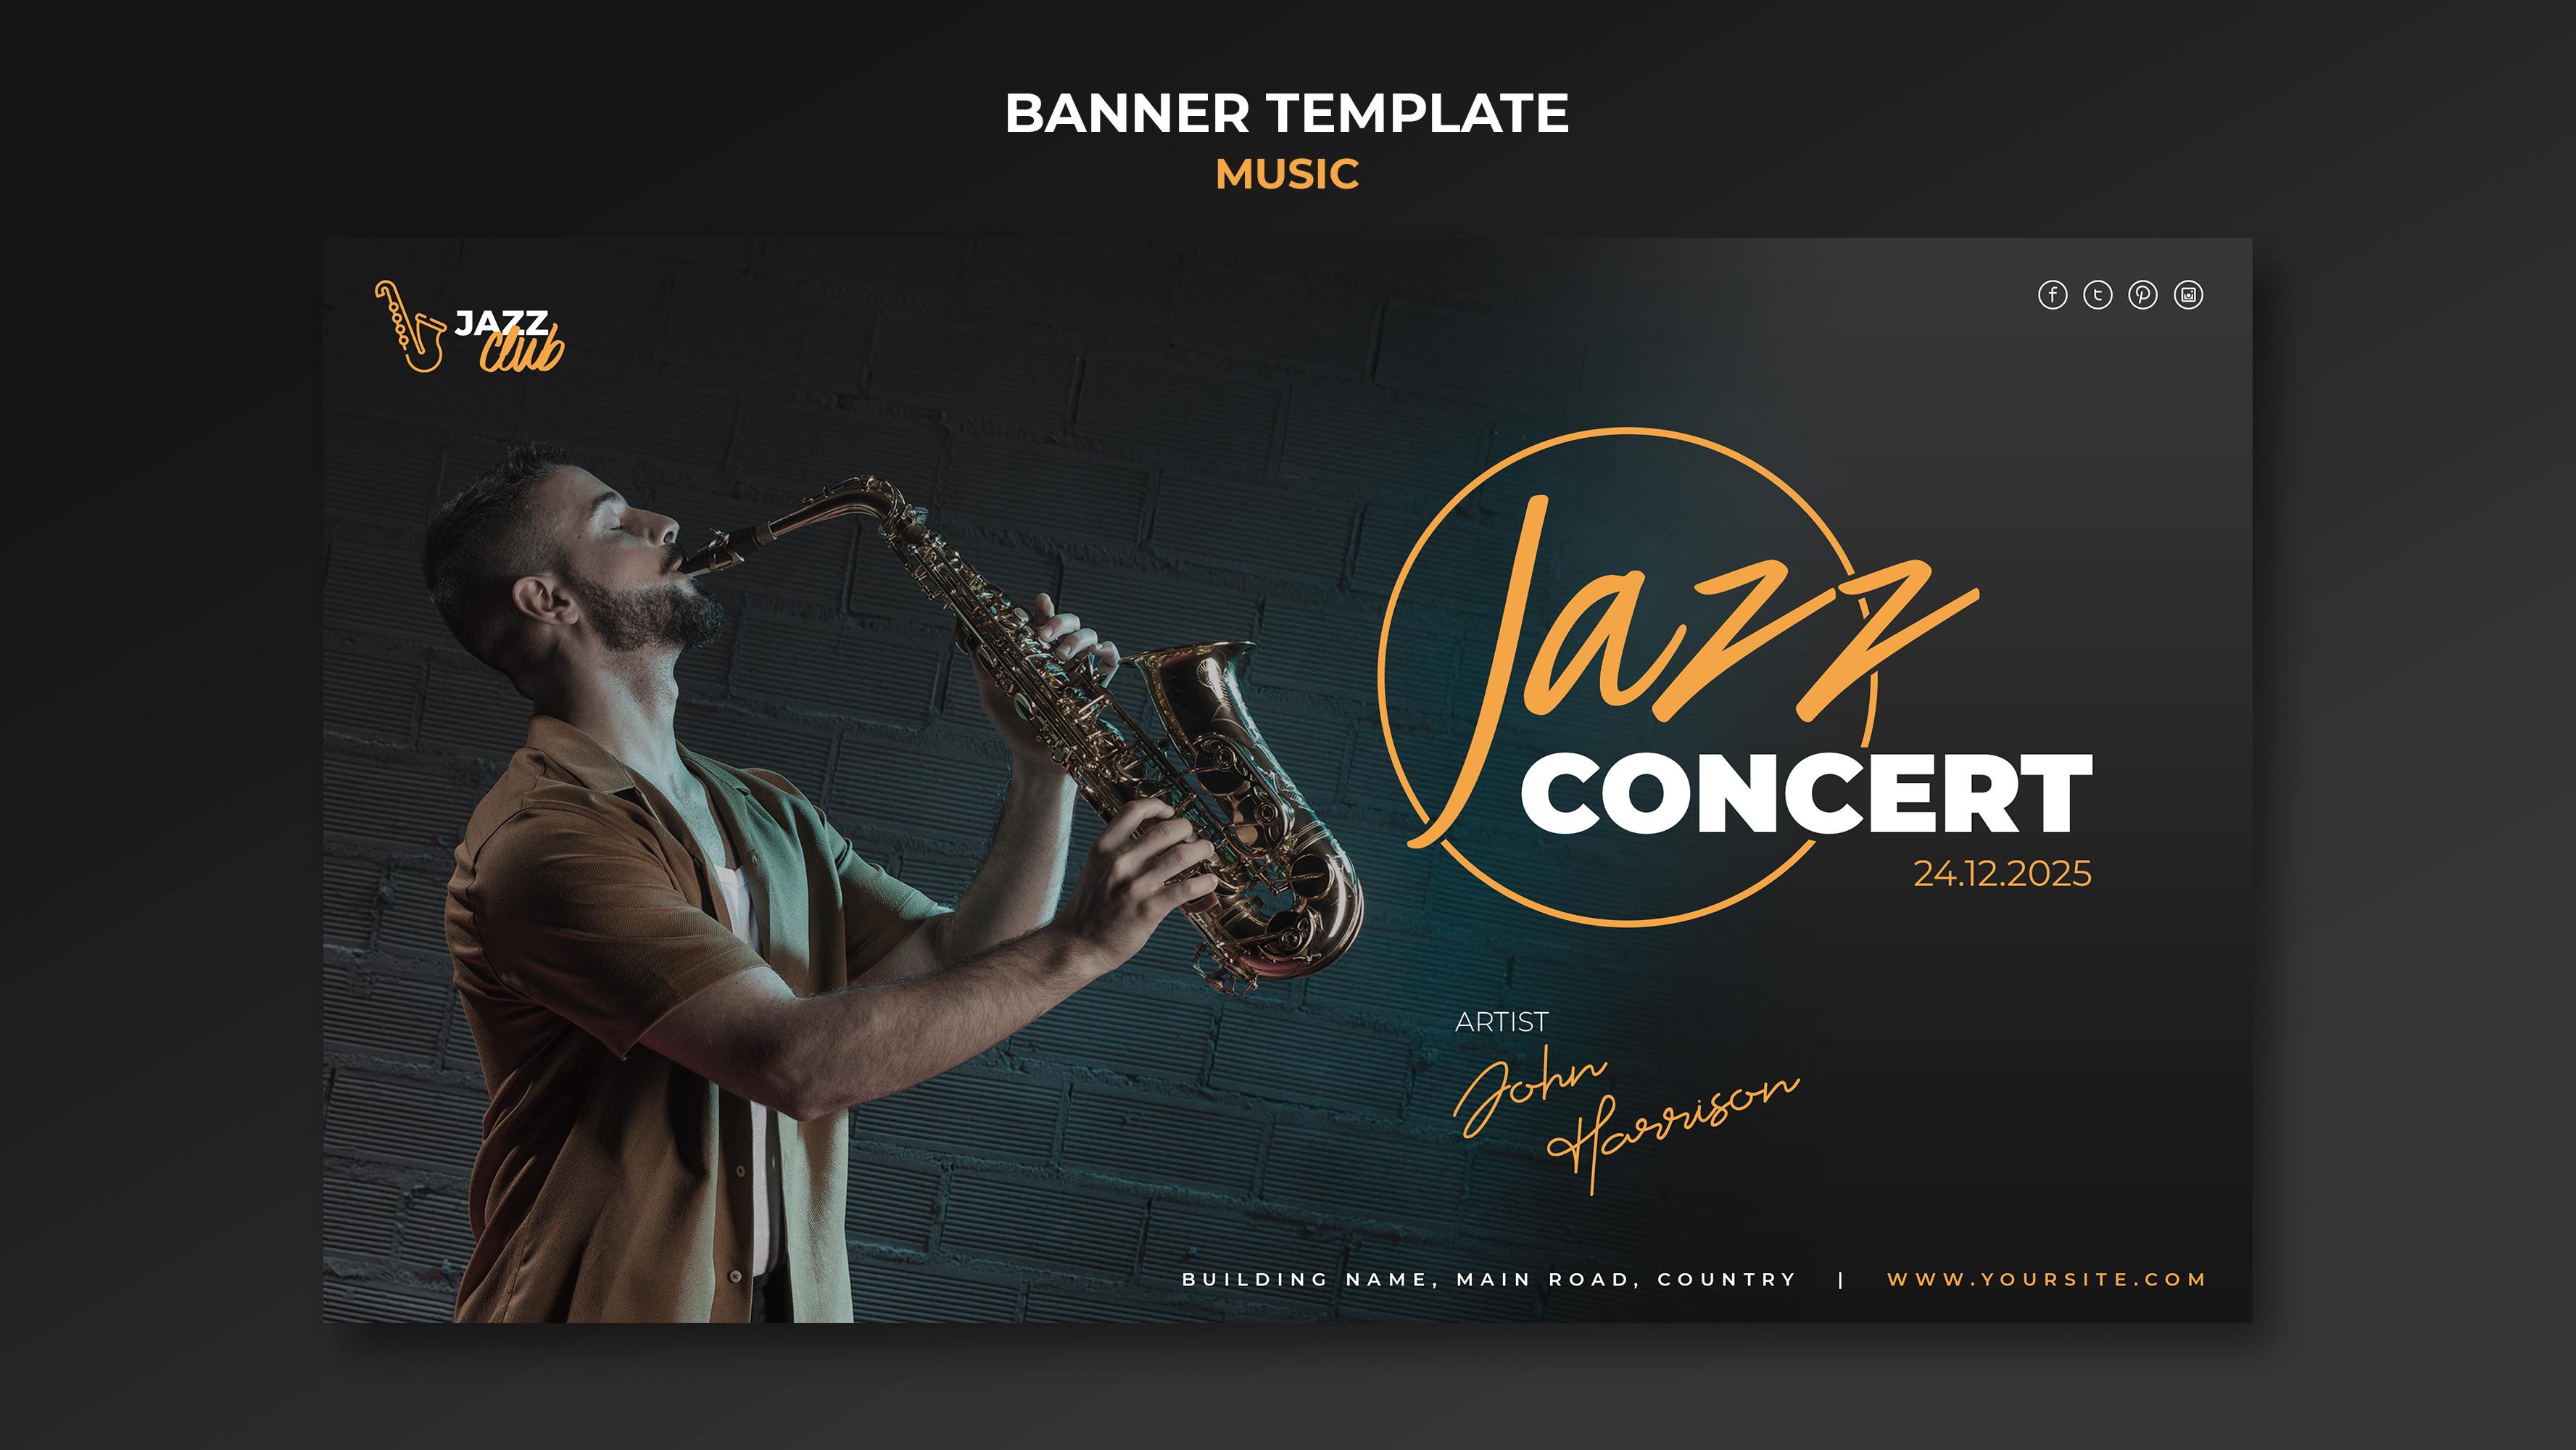 BANNER TEMPLATE
MUSIC
JAZZ
club
Jazz
CONCERT
24.12.2025
ARTIST
John
Harrison
BUILDING NAME, MAIN ROAD, COUNTRY | WWW.YOURSITE.COM